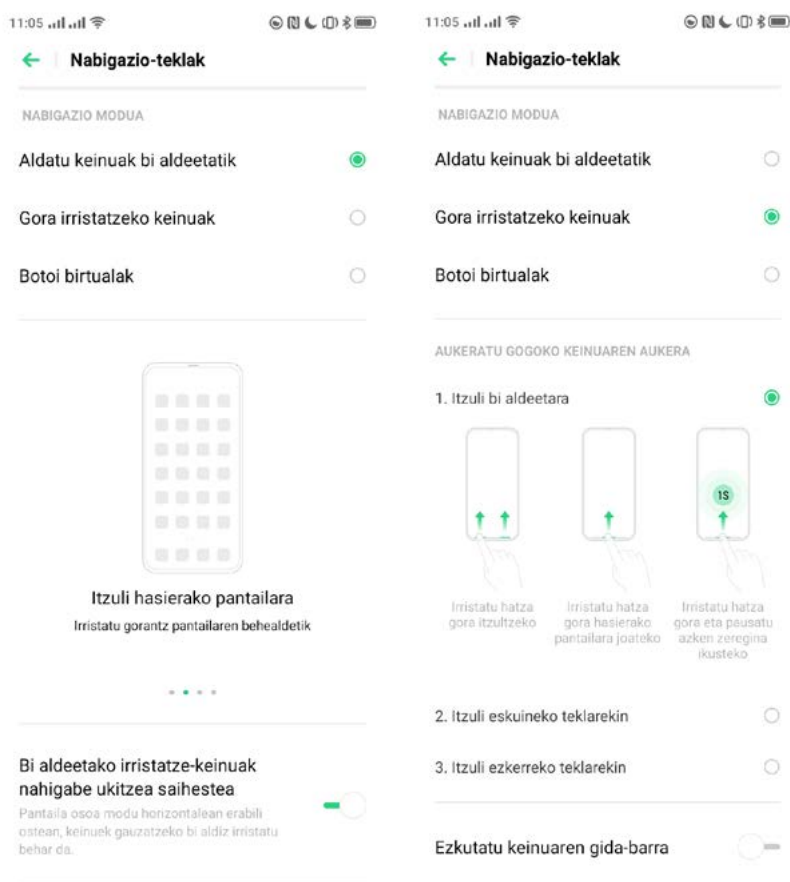 11:05
Nabigazio-teklak
NABIGAZIO MODUA
Aldatu keinuak bi aldeetatik
Gora irristatzeko keinuak
Botoi birtualak
Itzuli hasierako pantailara
Irristatu gorantz pantailaren behealdetik
Bi aldeetako irristatze-keinuak
nahigabe ukitzea saihestea
Pantaila osoa modu horizontalean erabili
ostean, keinuek gauzatzeko bi aldiz irristatu
behar da.
11:05
Nabigazio-teklak
NABIGAZIO MODUA
Aldatu keinuak bi aldeetatik
Gora irristatzeko keinuak
Botoi birtualak
AUKERATU GOGOKO KEINUAREN AUKERA
1. Itzuli bi aldeetara
1S
Irristatu hatza
gora itzultzeko
Irristatu hatza
gora hasierako
pantailara joateko
Irristatu hatza
gora eta pausatu
azken zeregina
ikusteko
2. Itzuli eskuineko teklarekin
3. Itzuli ezkerreko teklarekin
Ezkutatu keinuaren gida-barra